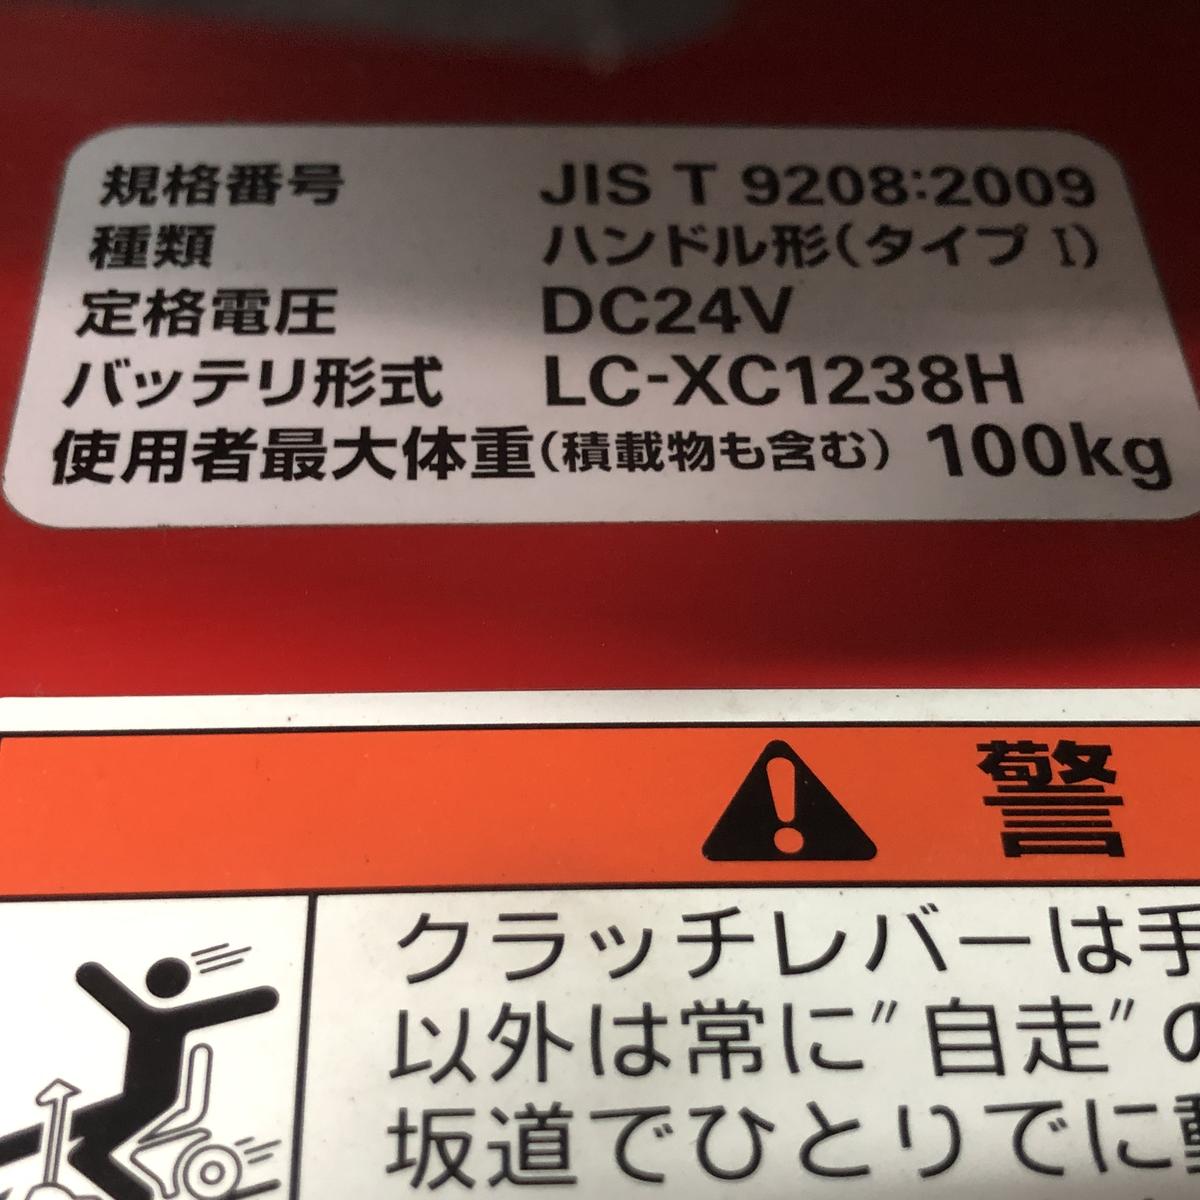 規格番号 JIS T 9208:2009
種類 ハンドル形(タイプ I)
定格電圧 DC24V
バッテリ形式 LC-XC1238H
使用者最大体重(積載物も含む) 100kg
警
クラッチレバーは手
以外は常に"自走"の
坂道でひとりでに動